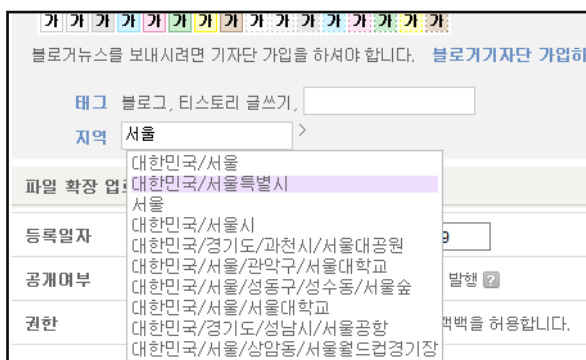 가 가 가 가 가 가 가 가 가 가 가 가 가 가 가 가
블로거뉴스를 보내시려면 기자단 가입을 하셔야 합니다. 블로거기자단 가입하
태그 블로그, 티스토리 글쓰기,
지역 서울 >
대한민국/서울
파일 확장 업
대한민국/서울특별시
서울
등록일자
대한민국/서울시
9
대한민국/경기도/과천시/서울대공원
공개여부
대한민국/서울/관악구/서울대학교
발행 ?
대한민국/서울/성동구/성수동/서울숲
대한민국/서울/서울대학교
권한
대한민국/경기도/성남시/서울공항
백을 허용합니다.
대한민국/서울/상암동/서울월드컵경기장